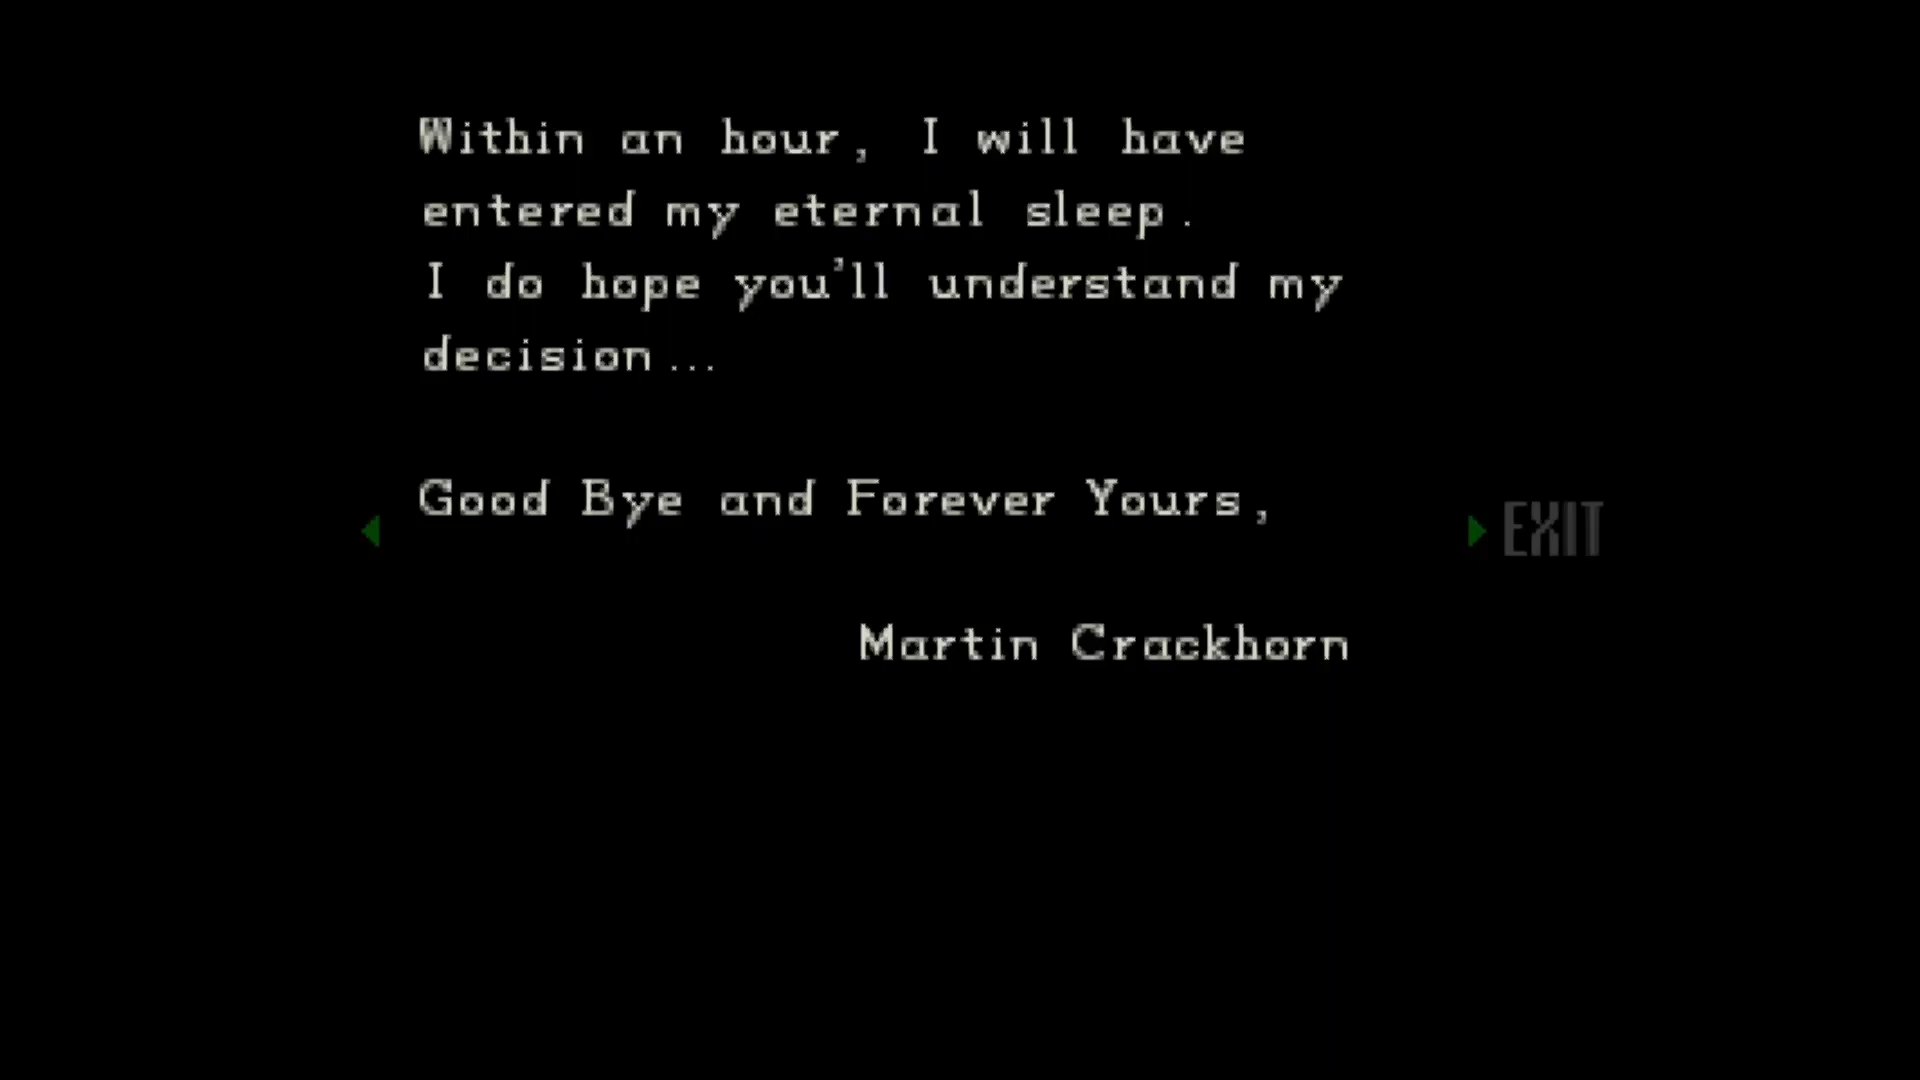 Within an hour, I will have
entered my eternal sleep.
I do hope you'll understand my
decision...
Good Bye and Forever Yours,
EXIT
Martin Crackhorn